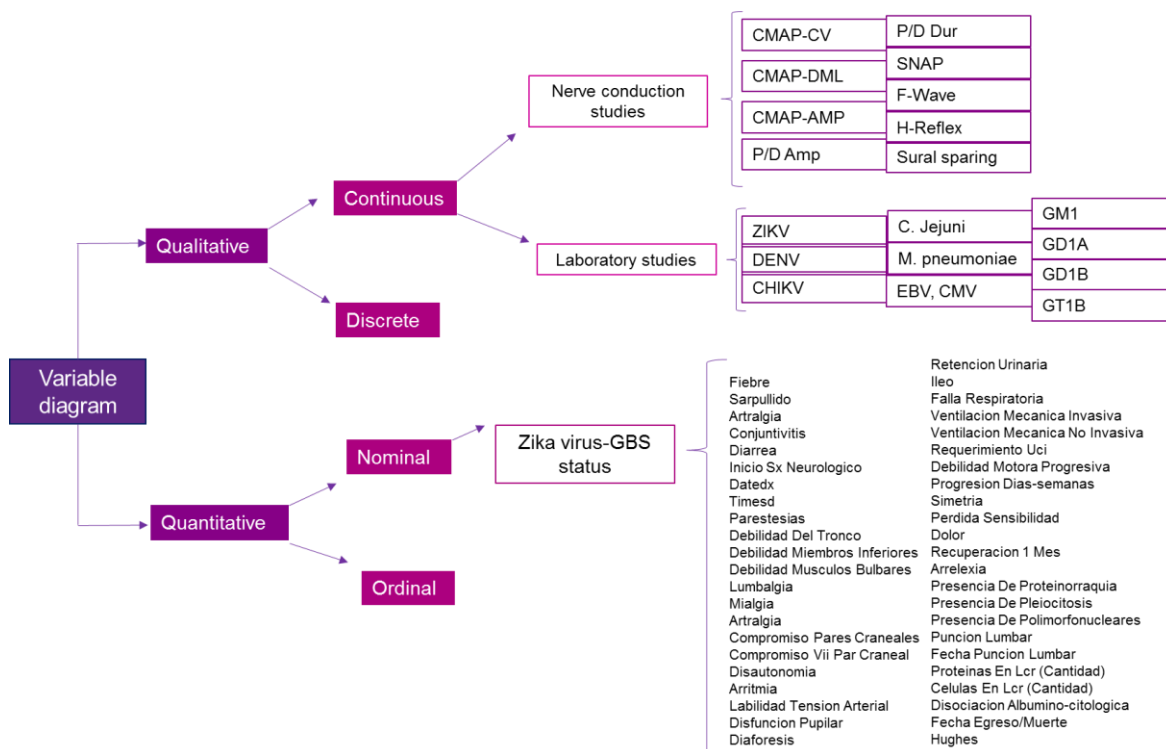 Variable
diagram
Qualitative
Continuous
Nerve conduction
studies
CMAP-CV
CMAP-DML
CMAP-AMP
P/D Amp
P/D Dur
SNAP
F-Wave
H-Reflex
Sural sparing
Laboratory studies
ZIKV
DENV
CHIKV
C. Jejuni
M. pneumoniae
EBV, CMV
GM1
GD1A
GD1B
GT1B
Discrete
Quantitative
Nominal
Zika virus-GBS
status
Fiebre
Sarpullido
Artralgia
Conjuntivitis
Diarrea
Inicio Sx Neurologico
Datedx
Timesd
Parestesias
Debilidad Del Tronco
Debilidad Miembros Inferiores
Debilidad Musculos Bulbares
Lumbalgia
Mialgia
Artralgia
Compromiso Pares Craneales
Compromiso Vii Par Craneal
Disautonomia
Arritmia
Labilidad Tension Arterial
Disfuncion Pupilar
Diaforesis
Retencion Urinaria
Ileo
Falla Respiratoria
Ventilacion Mecanica Invasiva
Ventilacion Mecanica No Invasiva
Requerimiento Uci
Debilidad Motora Progresiva
Progresion Dias-semanas
Simetria
Perdida Sensibilidad
Dolor
Recuperacion 1 Mes
Arrelexia
Presencia De Proteinorraquia
Presencia De Pleiocitosis
Presencia De Polimorfonucleares
Puncion Lumbar
Fecha Puncion Lumbar
Proteinas En Lcr (Cantidad)
Celulas En Lcr (Cantidad)
Disociacion Albumino-citologica
Fecha Egreso/Muerte
Hughes
Ordinal